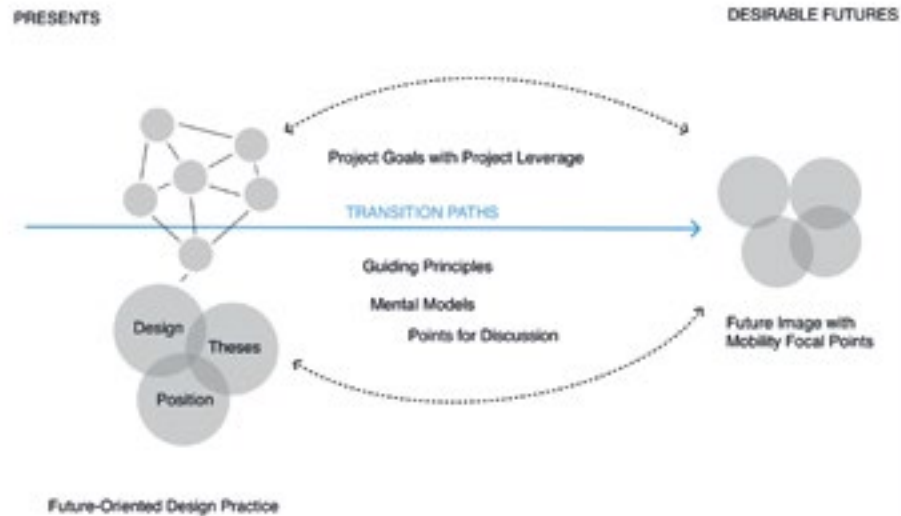 PRESENTS
DESIRABLE FUTURES
Project Goals with Project Leverage
TRANSITION PATHS
Guiding Principles
Mental Models
Points for Discussion
Design
Theses
Position
Future Image with
Mobility Focal Points
Future-Oriented Design Practice